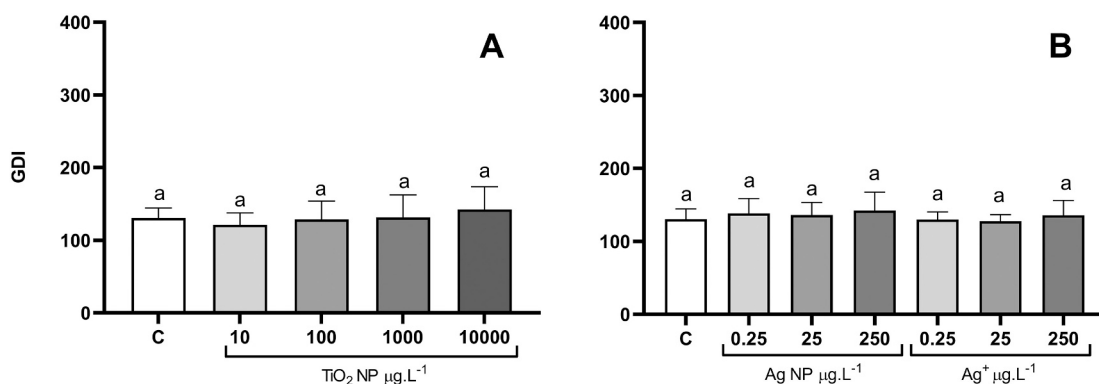 A
GDI
400
300
200
100
0
a a a a a
C 10 100 1000 10000
TiO₂ NP µg.L⁻¹
B
400
300
200
100
0
a a a a a a a
C 0.25 25 250 0.25 25 250
Ag NP µg.L⁻¹ Ag⁺ µg.L⁻¹